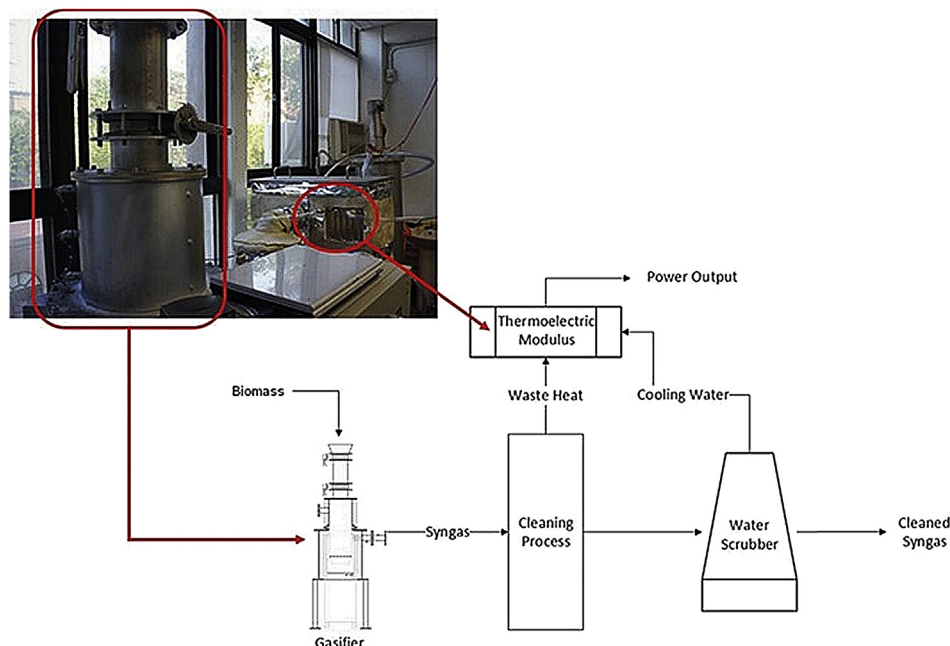 Power Output
Thermoelectric
Modulus
Biomass
Waste Heat
Cooling Water
Syngas
Cleaning
Process
Water
Scrubber
Cleaned
Syngas
Gasifier